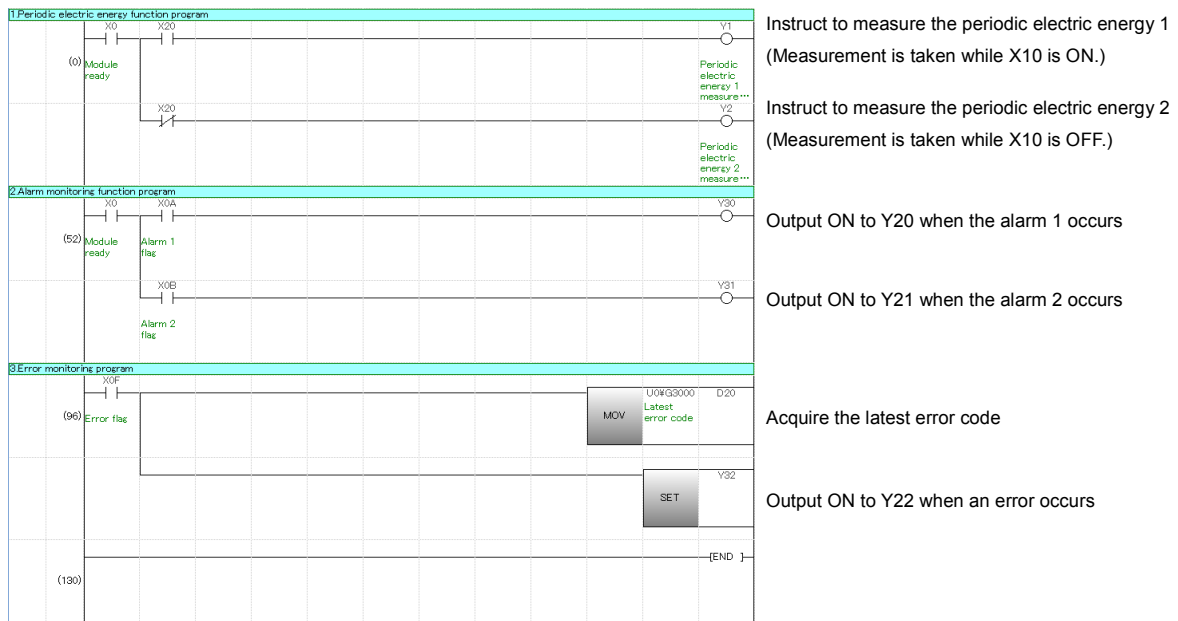 1.Periodic electric energy function program
X0 X20 Y1
Instruct to measure the periodic electric energy 1
(Measurement is taken while X10 is ON.)
(0) Module ready
Periodic electric energy 1 measure…
X20 Y2
Instruct to measure the periodic electric energy 2
(Measurement is taken while X10 is OFF.)
Periodic electric energy 2 measure…
2.Alarm monitoring function program
X0 X0A Y30
Output ON to Y20 when the alarm 1 occurs
(52) Module ready
Alarm 1 flag
X0B Y31
Output ON to Y21 when the alarm 2 occurs
Alarm 2 flag
3.Error monitoring program
X0F
(96) Error flag
MOV
U0¥G3000 D20
Latest error code
Acquire the latest error code
SET
Y32
Output ON to Y22 when an error occurs
[END ]
(130)